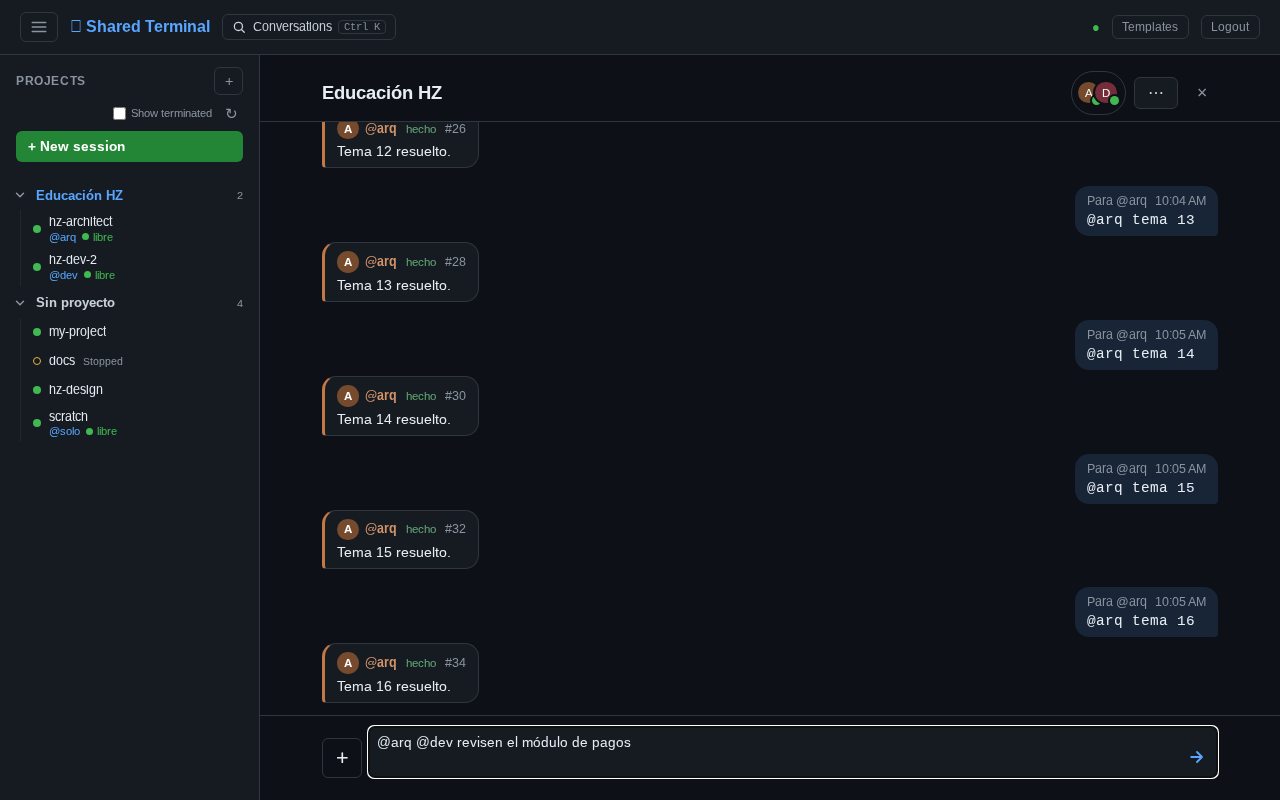 Shared Terminal
Conversations Ctrl K
Templates
Logout
PROJECTS
+
Show terminated
+ New session
Educación HZ 2
hz-architect
@arq libre
hz-dev-2
@dev libre
Sin proyecto 4
my-project
docs Stopped
hz-design
scratch
@solo libre
Educación HZ
A D
⋯
×
A @arq hecho #26
Tema 12 resuelto.
Para @arq 10:04 AM
@arq tema 13
A @arq hecho #28
Tema 13 resuelto.
Para @arq 10:05 AM
@arq tema 14
A @arq hecho #30
Tema 14 resuelto.
Para @arq 10:05 AM
@arq tema 15
A @arq hecho #32
Tema 15 resuelto.
Para @arq 10:05 AM
@arq tema 16
A @arq hecho #34
Tema 16 resuelto.
+
@arq @dev revisen el módulo de pagos